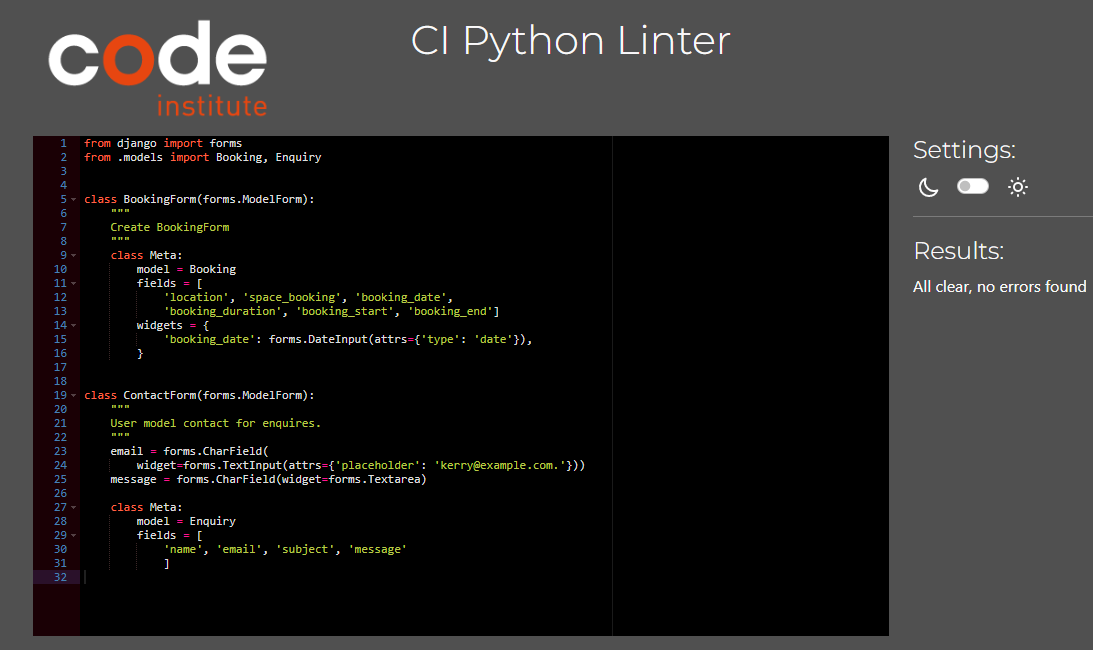 code
institute
CI Python Linter
1 from django import forms
2 from .models import Booking, Enquiry
3
4
5 class BookingForm(forms.ModelForm):
6     """
7     Create BookingForm
8     """
9     class Meta:
10         model = Booking
11         fields = [
12             'location', 'space_booking', 'booking_date',
13             'booking_duration', 'booking_start', 'booking_end']
14         widgets = {
15             'booking_date': forms.DateInput(attrs={'type': 'date'}),
16         }
17
18
19 class ContactForm(forms.ModelForm):
20     """
21     User model contact for enquires.
22     """
23     email = forms.CharField(
24         widget=forms.TextInput(attrs={'placeholder': 'kerry@example.com.'}))
25     message = forms.CharField(widget=forms.Textarea)
26
27     class Meta:
28         model = Enquiry
29         fields = [
30             'name', 'email', 'subject', 'message'
31             ]
32
Settings:
Results:
All clear, no errors found